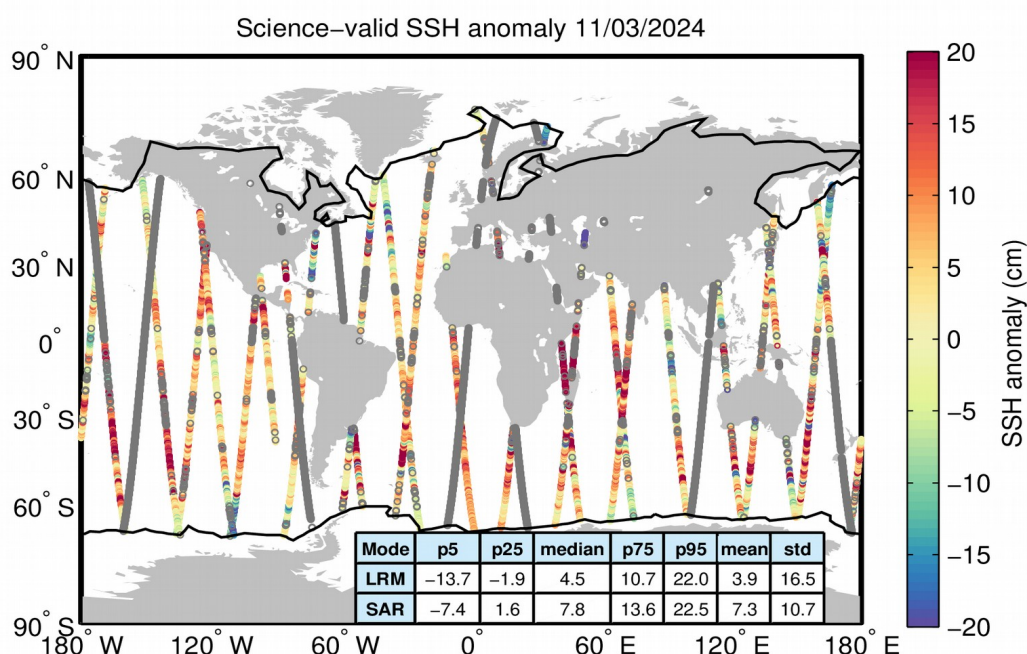 Science−valid SSH anomaly 11/03/2024
90° N
60° N
30° N
0°
30° S
60° S
90° S
180° W 120° W 60° W 0° 60° E 120° E 180° E
Mode p5 p25 median p75 p95 mean std
LRM −13.7 −1.9 4.5 10.7 22.0 3.9 16.5
SAR −7.4 1.6 7.8 13.6 22.5 7.3 10.7
20
15
10
5
0
−5
−10
−15
−20
SSH anomaly (cm)